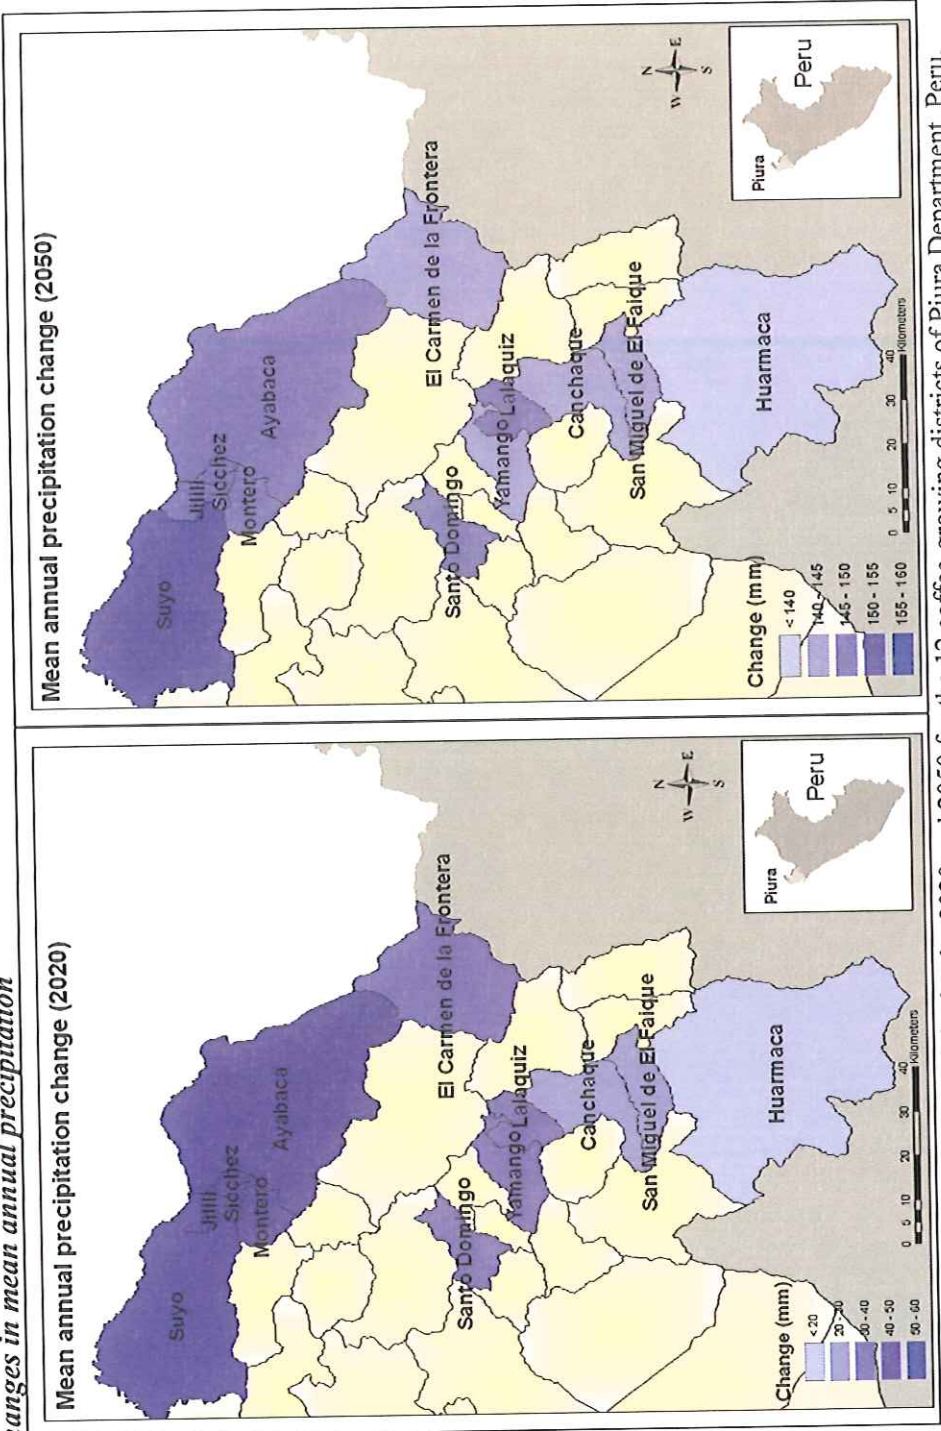 anges in mean annual precipitation
Mean annual precipitation change (2020)
Suyo
Jilili
Sicchez
Montero
Ayabaca
El Carmen de la Frontera
Santo Domingo
Yamango
Lalaquiz
Canchaque
San Miguel de El Faique
Huarmaca
N
W E
S
Piura
Peru
Change (mm)
< 20
20 - 30
30 - 40
40 - 50
50 - 60
0 5 10 20 30 40
Kilometers
Mean annual precipitation change (2050)
Suyo
Jilili
Sicchez
Montero
Ayabaca
El Carmen de la Frontera
Santo Domingo
Yamango
Lalaquiz
Canchaque
San Miguel de El Faique
Huarmaca
N
W E
S
Piura
Peru
Change (mm)
< 140
140 - 145
145 - 150
150 - 155
155 - 160
0 5 10 20 30 40
Kilometers
2050 for the 12 coffee growing districts of Piura Department, Peru